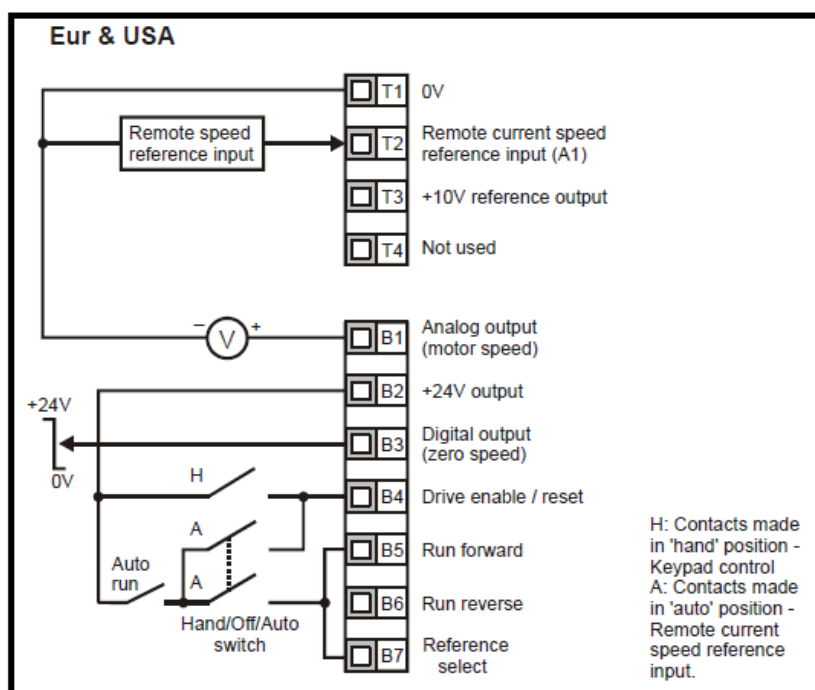 Eur & USA
T1 0V
Remote speed
reference input
T2 Remote current speed
reference input (A1)
T3 +10V reference output
T4 Not used
– V +
B1 Analog output
(motor speed)
B2 +24V output
+24V
0V
B3 Digital output
(zero speed)
H
B4 Drive enable / reset
A
B5 Run forward
Auto
run
A
B6 Run reverse
Hand/Off/Auto
switch
B7 Reference
select
H: Contacts made
in 'hand' position -
Keypad control
A: Contacts made
in 'auto' position -
Remote current
speed reference
input.